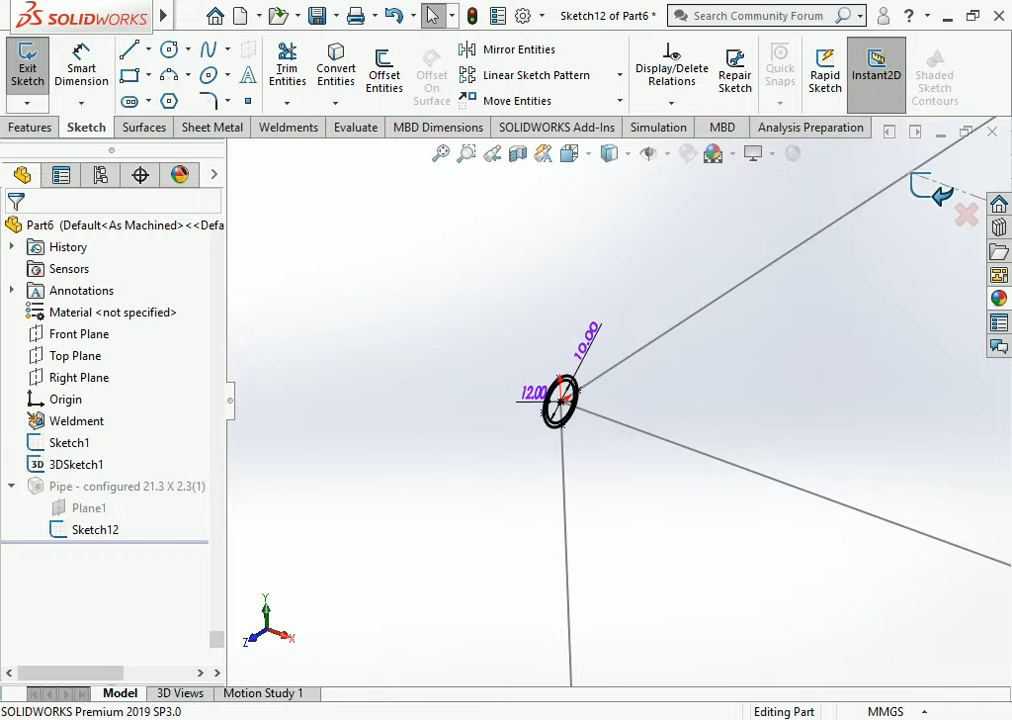 SOLIDWORKS
Sketch12 of Part6 *
Search Community Forum
?
Exit Sketch
Smart Dimension
Trim Entities
Convert Entities
Offset Entities
Offset On Surface
Mirror Entities
Linear Sketch Pattern
Move Entities
Display/Delete Relations
Repair Sketch
Quick Snaps
Rapid Sketch
Instant2D
Shaded Sketch Contours
Features
Sketch
Surfaces
Sheet Metal
Weldments
Evaluate
MBD Dimensions
SOLIDWORKS Add-Ins
Simulation
MBD
Analysis Preparation
Part6 (Default<As Machined><<Defa
History
Sensors
Annotations
Material <not specified>
Front Plane
Top Plane
Right Plane
Origin
Weldment
Sketch1
3D 3DSketch1
Pipe - configured 21.3 X 2.3(1)
Plane1
Sketch12
10.00
12.00
Y
Z
X
Model
3D Views
Motion Study 1
SOLIDWORKS Premium 2019 SP3.0
Editing Part
MMGS